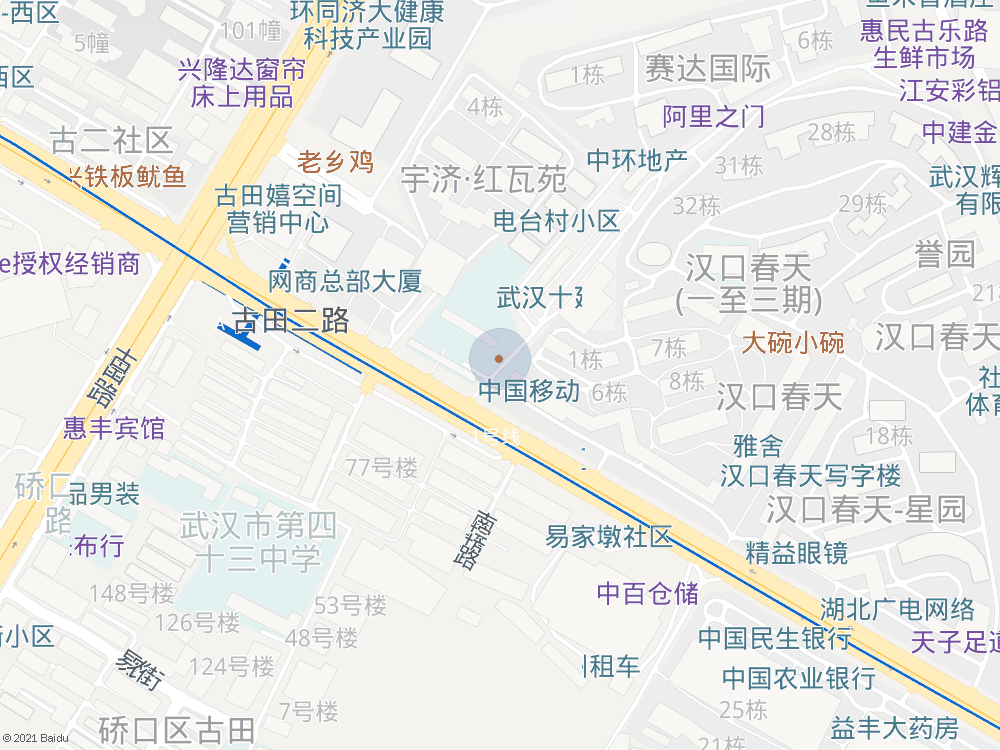 -西区
5幢
101幢
环同济大健康
科技产业园
兴隆达窗帘
床上用品
西区
古二社区
铁板鱿鱼
老乡鸡
古田嬉空间
营销中心
e授权经销商
网商总部大厦
古田二路
古田路
惠丰宾馆
4栋
1栋
赛达国际
6栋
惠民古乐路
生鲜市场
江安彩铝
阿里之门
中建金
28栋
31栋
中环地产
宇济·红瓦苑
电台村小区
32栋
29栋
武汉辉
有限
誉园
汉口春天
(一至三期)
21
武汉十
大碗小碗
汉口春天
1栋
7栋
8栋
6栋
中国移动
汉口春天
社
体育
18栋
1号线
雅舍
汉口春天写字楼
汉口春天-星园
77号楼
硚口
路
品男装
布行
武汉市第四
十三中学
易家墩社区
精益眼镜
148号楼
126号楼
53号楼
48号楼
124号楼
7号楼
小区
易家街
硚口区古田
中百仓储
湖北广电网络
中国民生银行
天子足道
租车
中国农业银行
25栋
益丰大药房
© 2021 Baidu